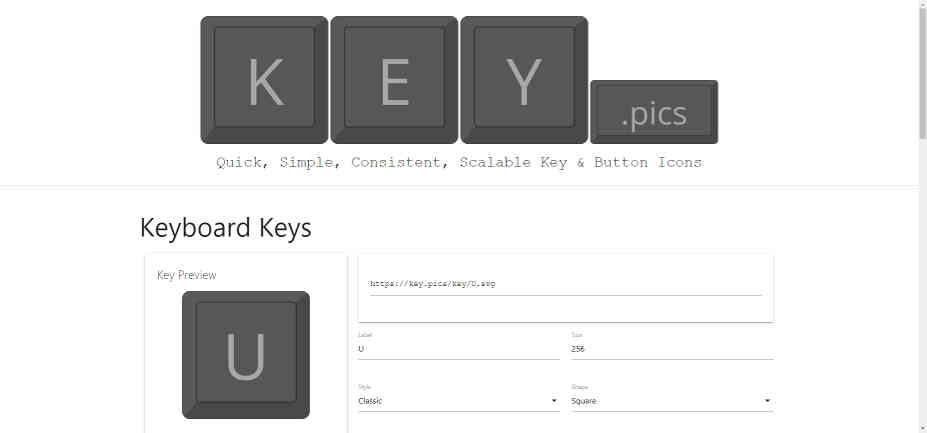 K E Y .pics
Quick, Simple, Consistent, Scalable Key & Button Icons
Keyboard Keys
Key Preview
https://key.pics/key/U.svg
U
Label
Size
U
256
Style
Shape
Classic
Square